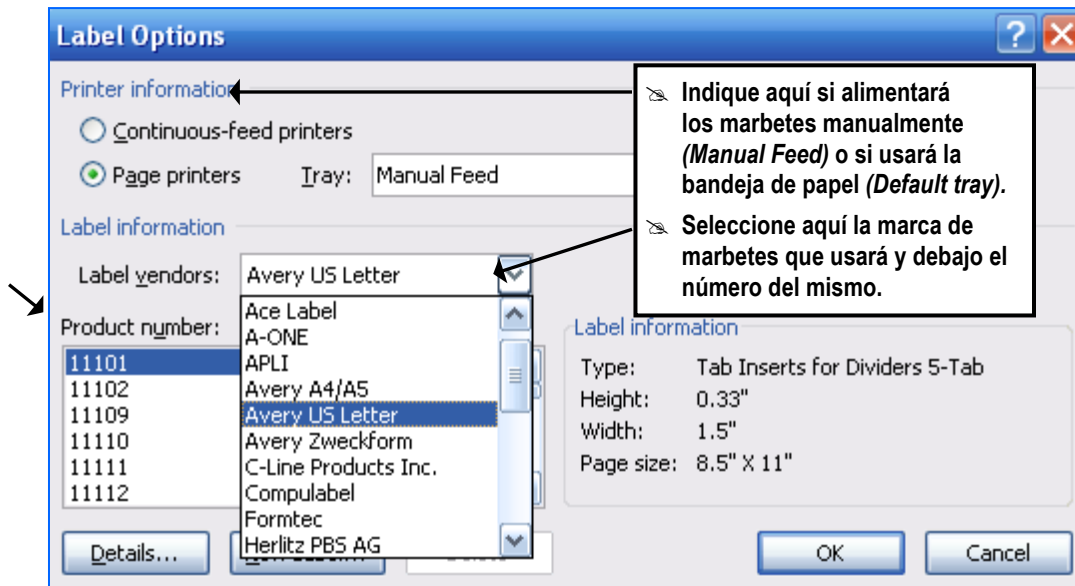 Label Options
Printer information
Continuous-feed printers
Page printers
Tray:
Manual Feed
Indique aquí si alimentará
los marbetes manualmente
(Manual Feed) o si usará la
bandeja de papel (Default tray).
Seleccione aquí la marca de
marbetes que usará y debajo el
número del mismo.
Label information
Label vendors:
Avery US Letter
Ace Label
A-ONE
APLI
Avery A4/A5
Avery US Letter
Avery Zweckform
C-Line Products Inc.
Compulabel
Formtec
Herlitz PBS AG
Product number:
11101
11102
11109
11110
11111
11112
Label information
Type: Tab Inserts for Dividers 5-Tab
Height: 0.33"
Width: 1.5"
Page size: 8.5" X 11"
Details...
OK
Cancel